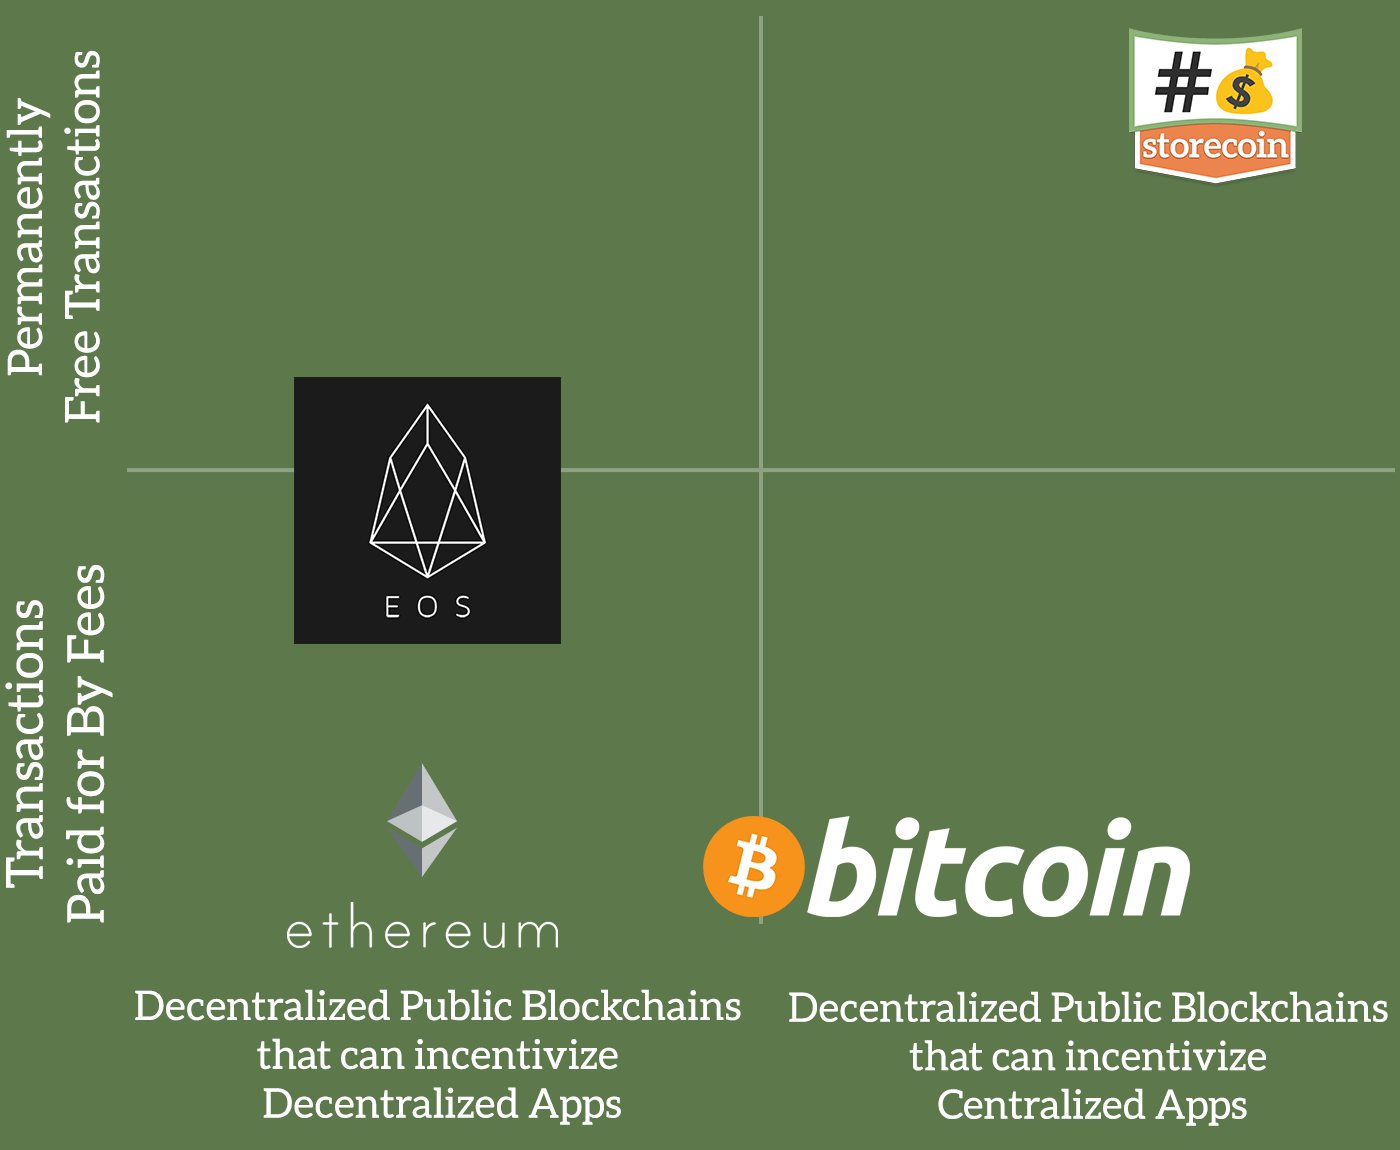 Permanently
Free Transactions
#$
storecoin
EOS
Transactions
Paid for By Fees
ethereum
bitcoin
Decentralized Public Blockchains
that can incentivize
Decentralized Apps
Decentralized Public Blockchains
that can incentivize
Centralized Apps